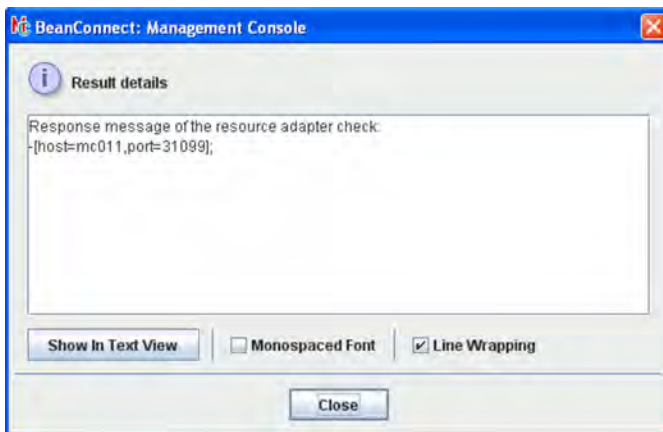 BeanConnect: Management Console
Result details
Response message of the resource adapter check:
-[host=mc011,port=31099];
Show In Text View
Monospaced Font
Line Wrapping
Close